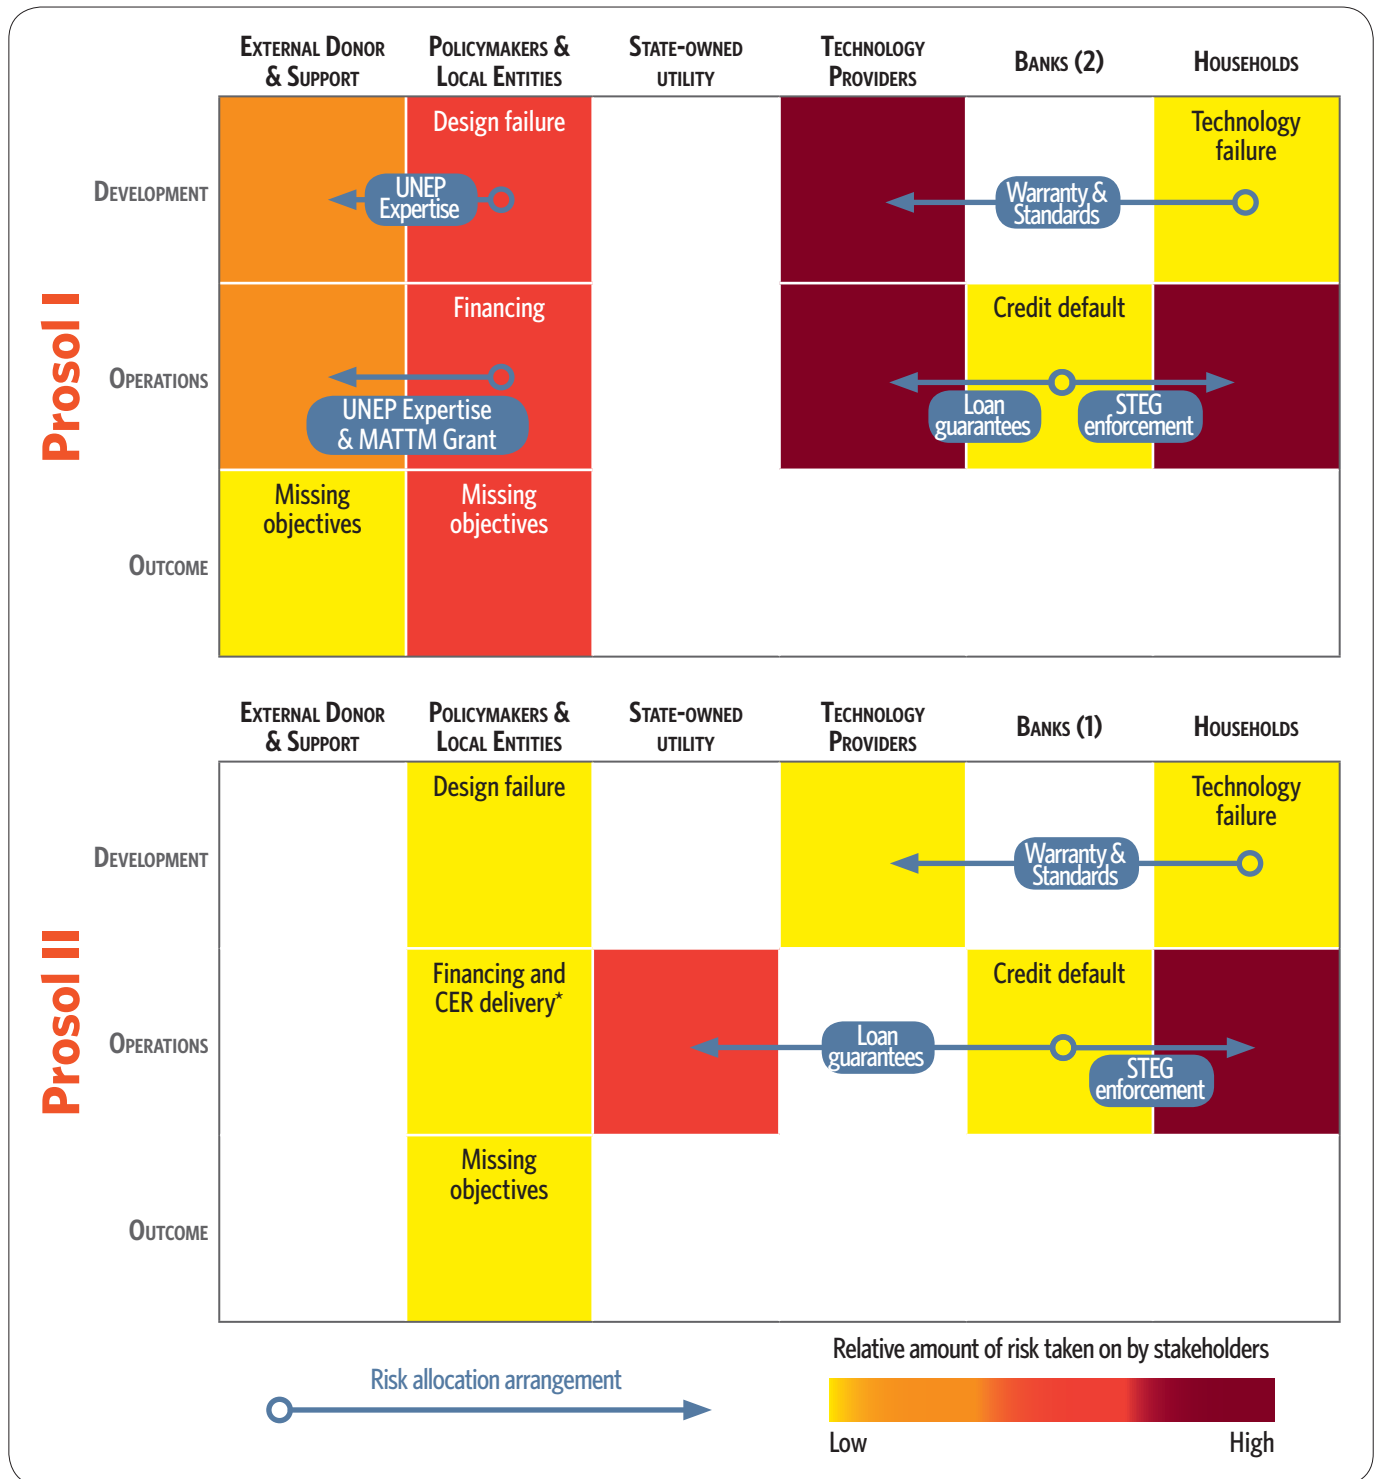 External Donor
& Support
Policymakers &
Local Entities
State-owned
utility
Technology
Providers
Banks (2)
Households
Prosol I
Development
Design failure
UNEP
Expertise
Technology
failure
Warranty &
Standards
Operations
Financing
UNEP Expertise
& MATTM Grant
Credit default
Loan
guarantees
STEG
enforcement
Outcome
Missing
objectives
Missing
objectives
External Donor
& Support
Policymakers &
Local Entities
State-owned
utility
Technology
Providers
Banks (1)
Households
Prosol III
Development
Design failure
Technology
failure
Warranty &
Standards
Operations
Financing and
CER delivery*
Credit default
Loan
guarantees
STEG
enforcement
Outcome
Missing
objectives
Risk allocation arrangement
Relative amount of risk taken on by stakeholders
Low
High